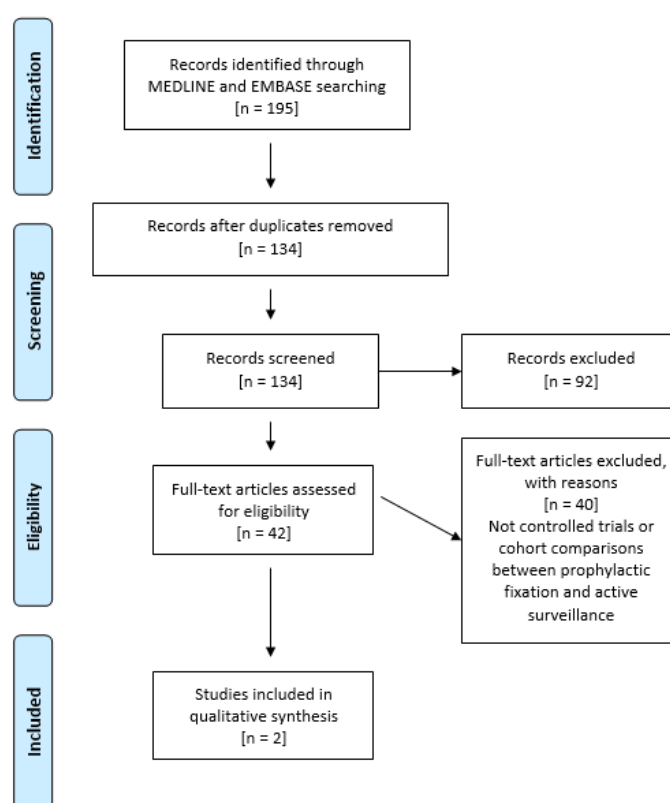 Identification
Records identified through
MEDLINE and EMBASE searching
[n = 195]
Records after duplicates removed
[n = 134]
Screening
Records screened
[n = 134]
Records excluded
[n = 92]
Eligibility
Full-text articles assessed
for eligibility
[n = 42]
Full-text articles excluded,
with reasons
[n = 40]
Not controlled trials or
cohort comparisons
between prophylactic
fixation and active
surveillance
Included
Studies included in
qualitative synthesis
[n = 2]